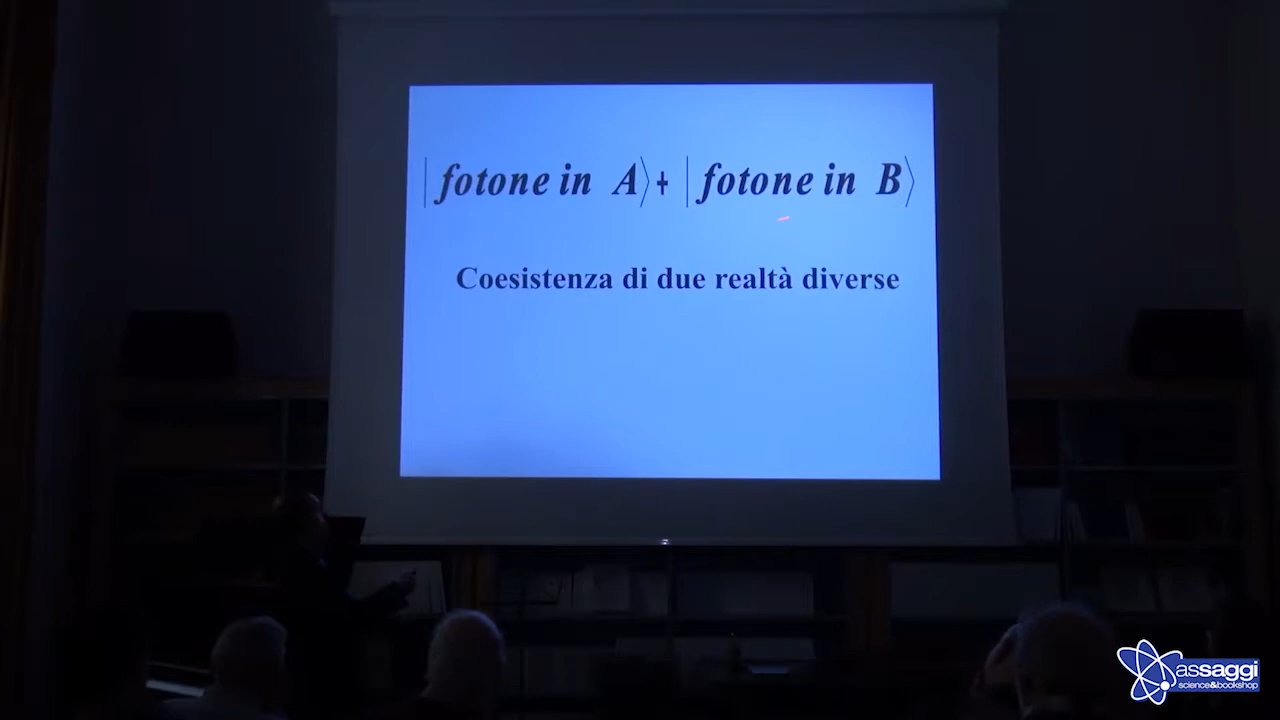 |fotone in A⟩+ |fotone in B⟩
Coesistenza di due realtà diverse
assaggi
science&bookshop